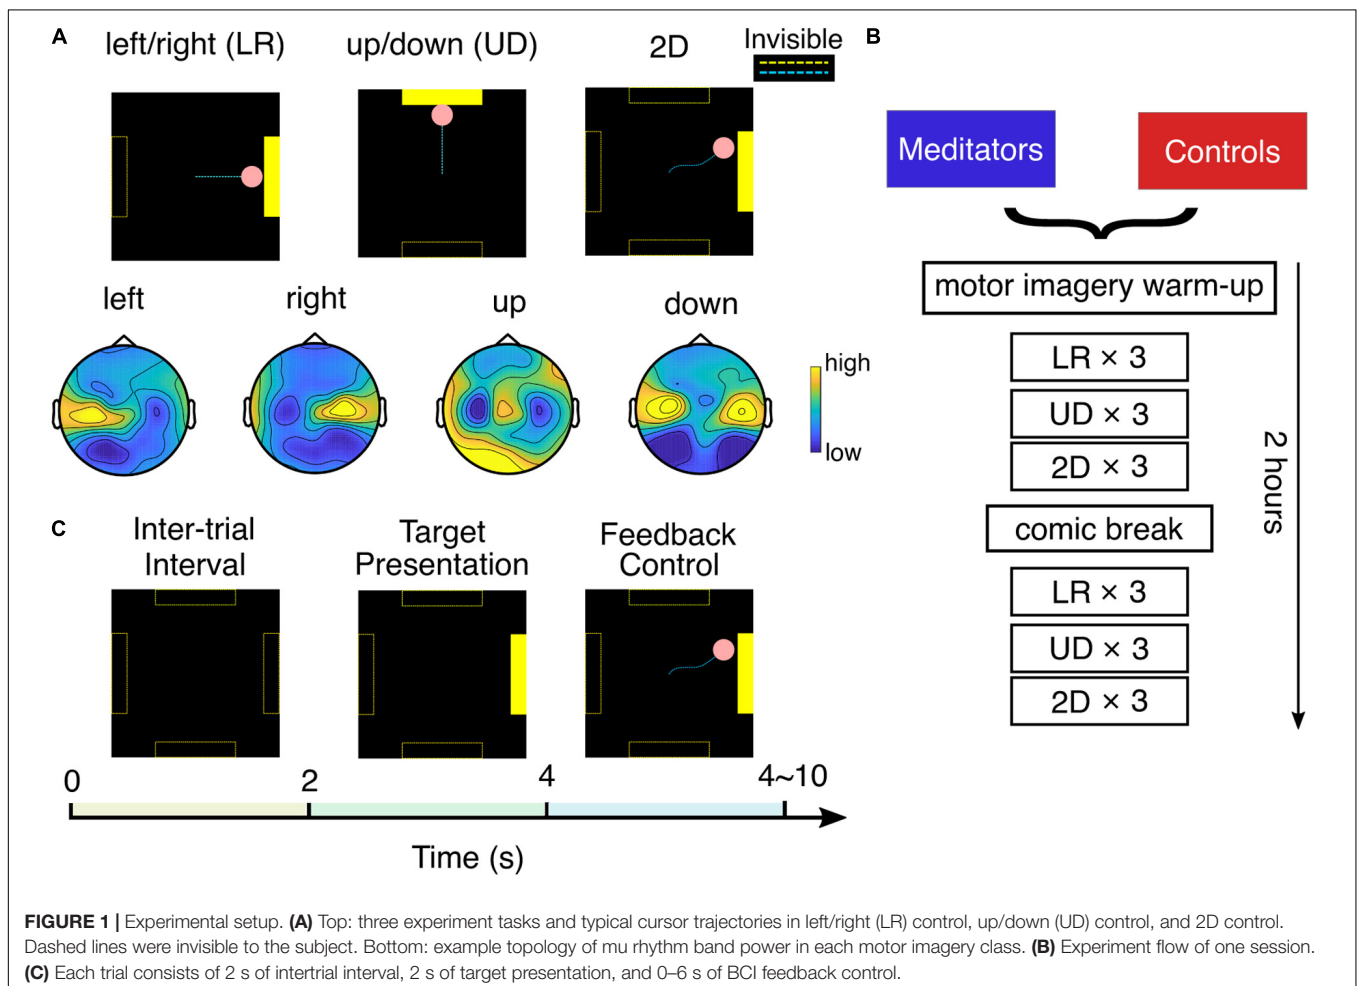 A
left/right (LR)
up/down (UD)
2D
Invisible
left
right
up
down
high
low
B
Meditators
Controls
motor imagery warm-up
LR × 3
UD × 3
2D × 3
comic break
LR × 3
UD × 3
2D × 3
2 hours
C
Inter-trial
Interval
Target
Presentation
Feedback
Control
0
2
4
4~10
Time (s)
FIGURE 1 | Experimental setup. (A) Top: three experiment tasks and typical cursor trajectories in left/right (LR) control, up/down (UD) control, and 2D control.
Dashed lines were invisible to the subject. Bottom: example topology of mu rhythm band power in each motor imagery class. (B) Experiment flow of one session.
(C) Each trial consists of 2 s of intertrial interval, 2 s of target presentation, and 0–6 s of BCI feedback control.